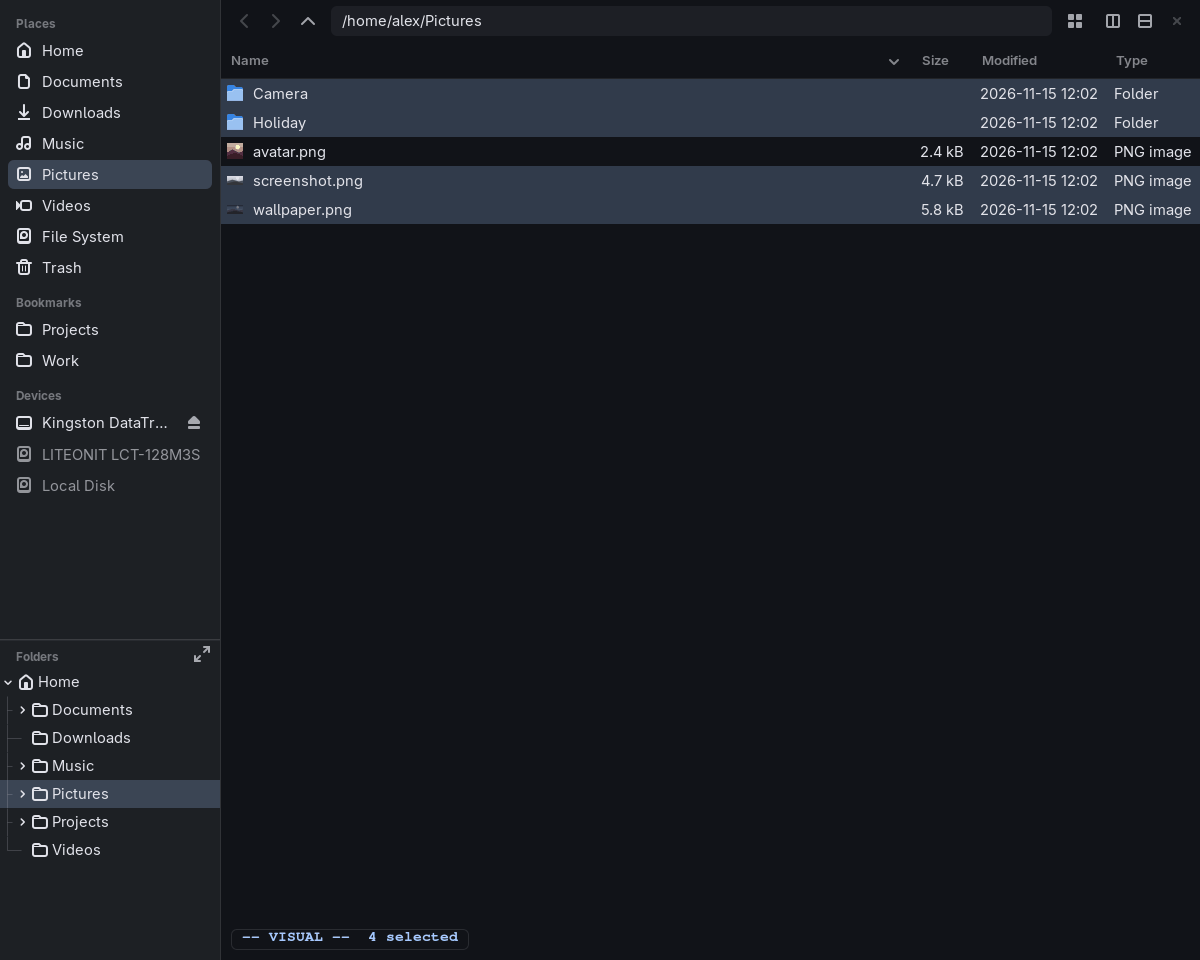 Places
Home
Documents
Downloads
Music
Pictures
Videos
File System
Trash
Bookmarks
Projects
Work
Devices
Kingston DataTr...
LITEONIT LCT-128M3S
Local Disk
Folders
Home
Documents
Downloads
Music
Pictures
Projects
Videos
/home/alex/Pictures
Name Size Modified Type
Camera 2026-11-15 12:02 Folder
Holiday 2026-11-15 12:02 Folder
avatar.png 2.4 kB 2026-11-15 12:02 PNG image
screenshot.png 4.7 kB 2026-11-15 12:02 PNG image
wallpaper.png 5.8 kB 2026-11-15 12:02 PNG image
-- VISUAL --  4 selected